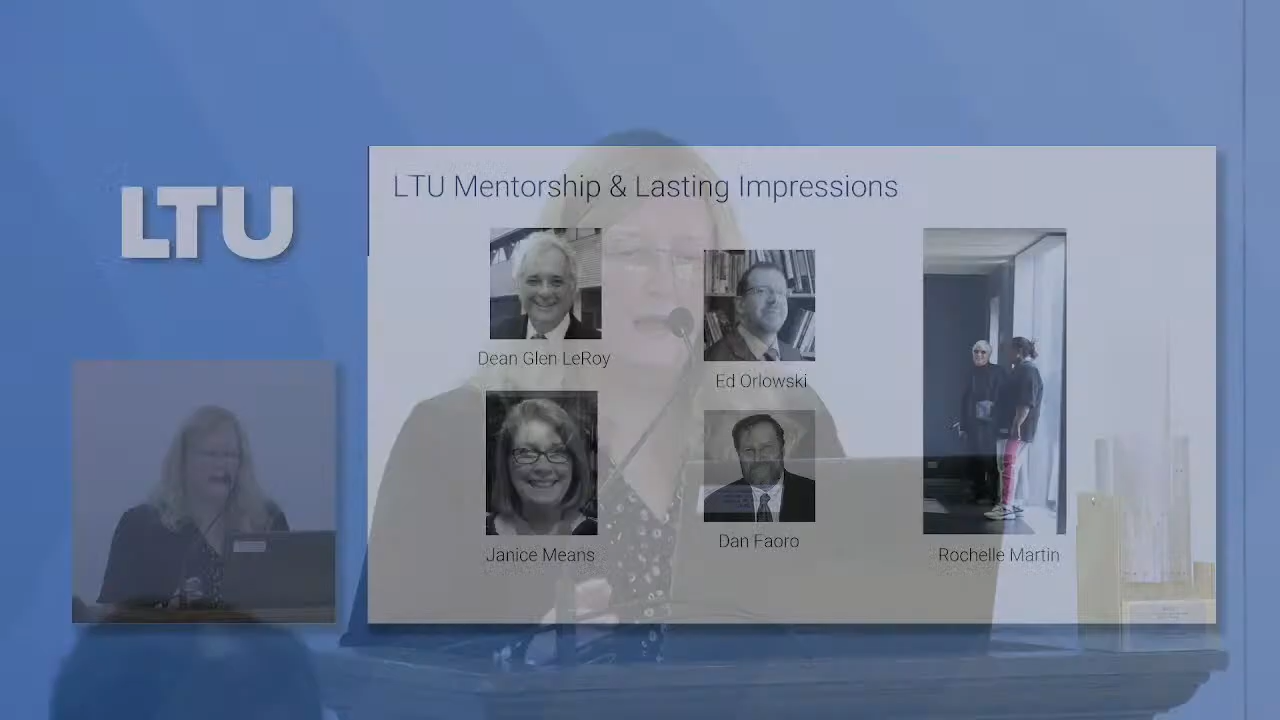 LTU
LTU Mentorship & Lasting Impressions
Dean Glen LeRoy
Ed Orlowski
Janice Means
Dan Faoro
Rochelle Martin